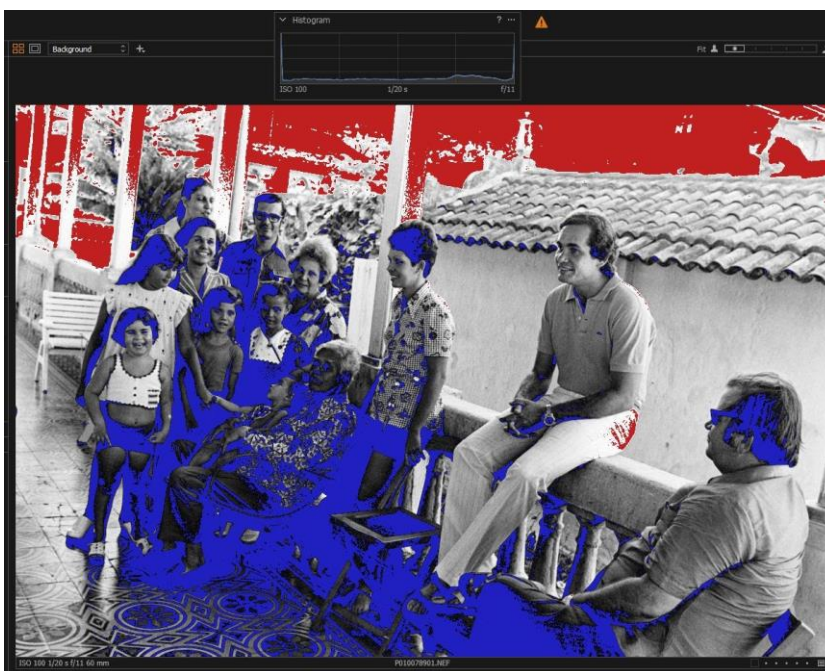 Histogram ? ...
ISO 100 1/20 s f/11
Background Fit
ISO 100 1/20 s f/11 60 mm P010078901.NEF